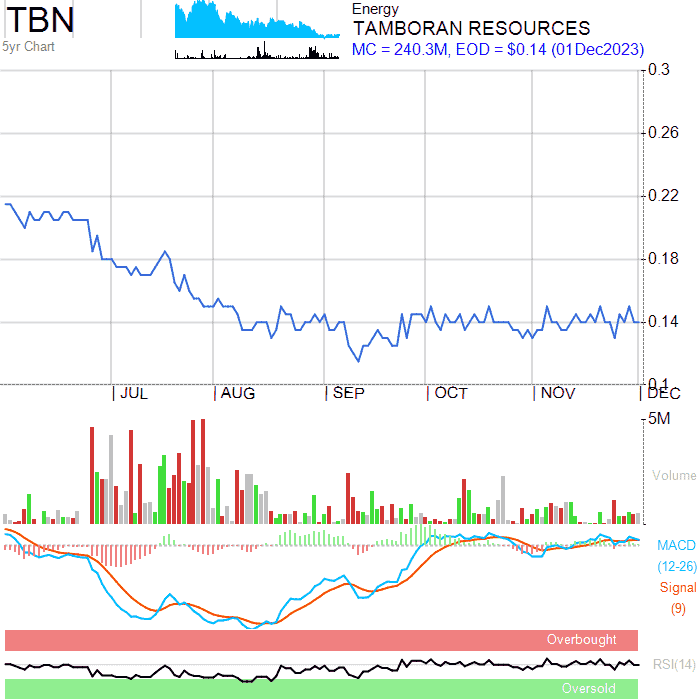 TBN
5yr Chart
Energy
TAMBORAN RESOURCES
MC = 240.3M, EOD = $0.14 (01Dec2023)
0.3
0.26
0.22
0.18
0.14
0.1
JUL AUG SEP OCT NOV DEC
5M
Volume
MACD
(12-26)
Signal
(9)
Overbought
RSI(14)
Oversold